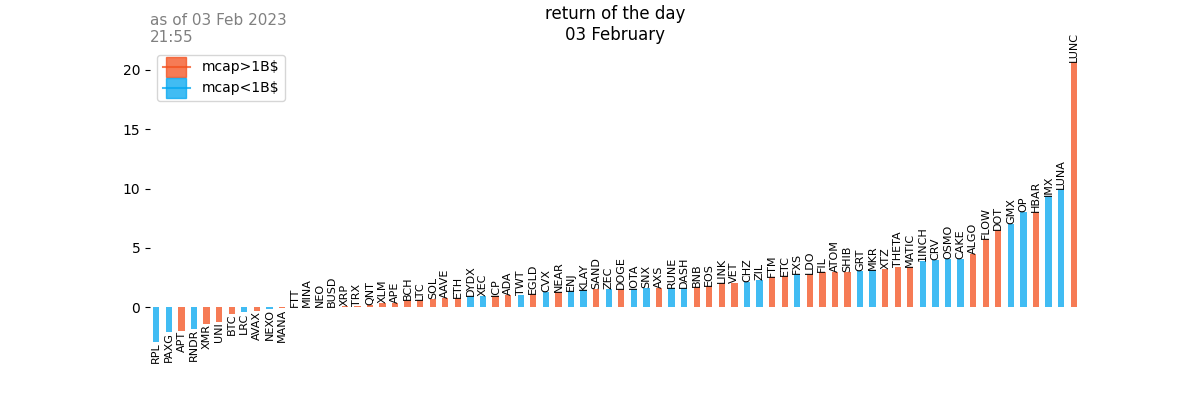 as of 03 Feb 2023
21:55
return of the day
03 February
mcap>1B$
mcap<1B$
20
15
10
5
0
RPL
PAXG
APT
RNDR
XMR
UNI
BTC
LRC
AVAX
NEXO
MANA
FTT
MINA
NEO
BUSD
XRP
TRX
QNT
XLM
APE
BCH
LTC
SOL
AAVE
ETH
DYDX
XEC
ICP
ADA
TWT
EGLD
CVX
NEAR
ENJ
KLAY
SAND
ZEC
DOGE
IOTA
SNX
AXS
RUNE
DASH
BNB
EOS
LINK
VET
CHZ
ZIL
FTM
ETC
FXS
LDO
FIL
ATOM
SHIB
GRT
MKR
XTZ
THETA
MATIC
1INCH
CRV
OSMO
CAKE
ALGO
FLOW
DOT
GMX
OP
HBAR
IMX
LUNA
LUNC